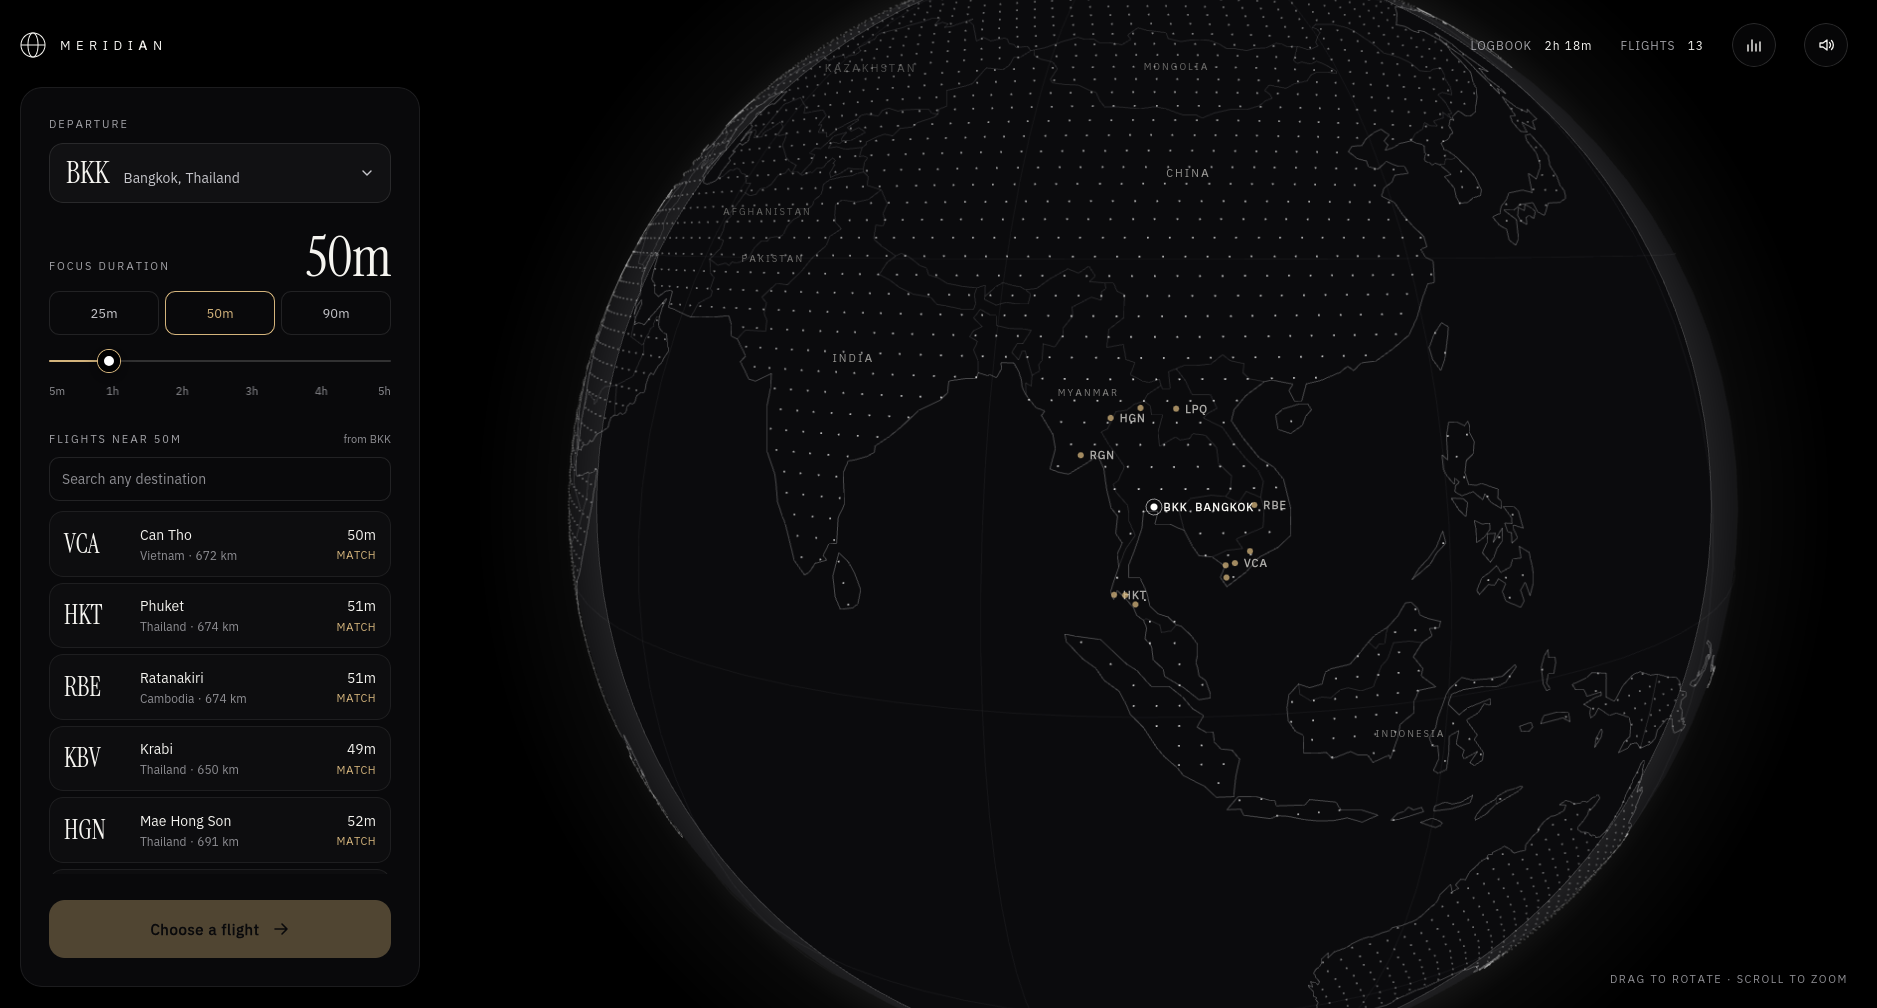 MERIDIAN
LOGBOOK 2h 18m FLIGHTS 13
DEPARTURE
BKK Bangkok, Thailand
FOCUS DURATION 50m
25m 50m 90m
5m 1h 2h 3h 4h 5h
FLIGHTS NEAR 50M from BKK
Search any destination
VCA Can Tho 50m
Vietnam · 672 km MATCH
HKT Phuket 51m
Thailand · 674 km MATCH
RBE Ratanakiri 51m
Cambodia · 674 km MATCH
KBV Krabi 49m
Thailand · 650 km MATCH
HGN Mae Hong Son 52m
Thailand · 691 km MATCH
Choose a flight
KAZAKHSTAN
MONGOLIA
CHINA
AFGHANISTAN
PAKISTAN
INDIA
MYANMAR
HGN
LPQ
RGN
BKK BANGKOK
RBE
VCA
HKT
INDONESIA
DRAG TO ROTATE · SCROLL TO ZOOM